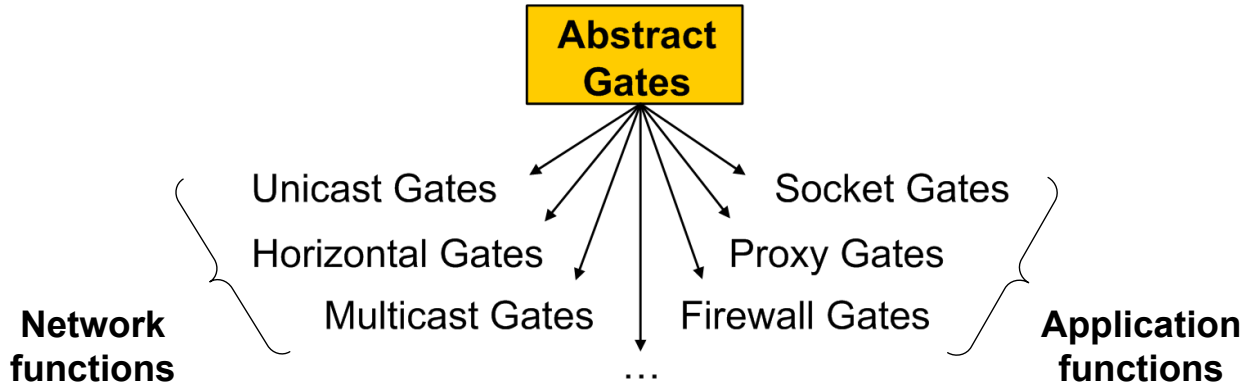 Abstract
Gates
Unicast Gates
Socket Gates
Horizontal Gates
Proxy Gates
Multicast Gates
Firewall Gates
Network
functions
Application
functions
...